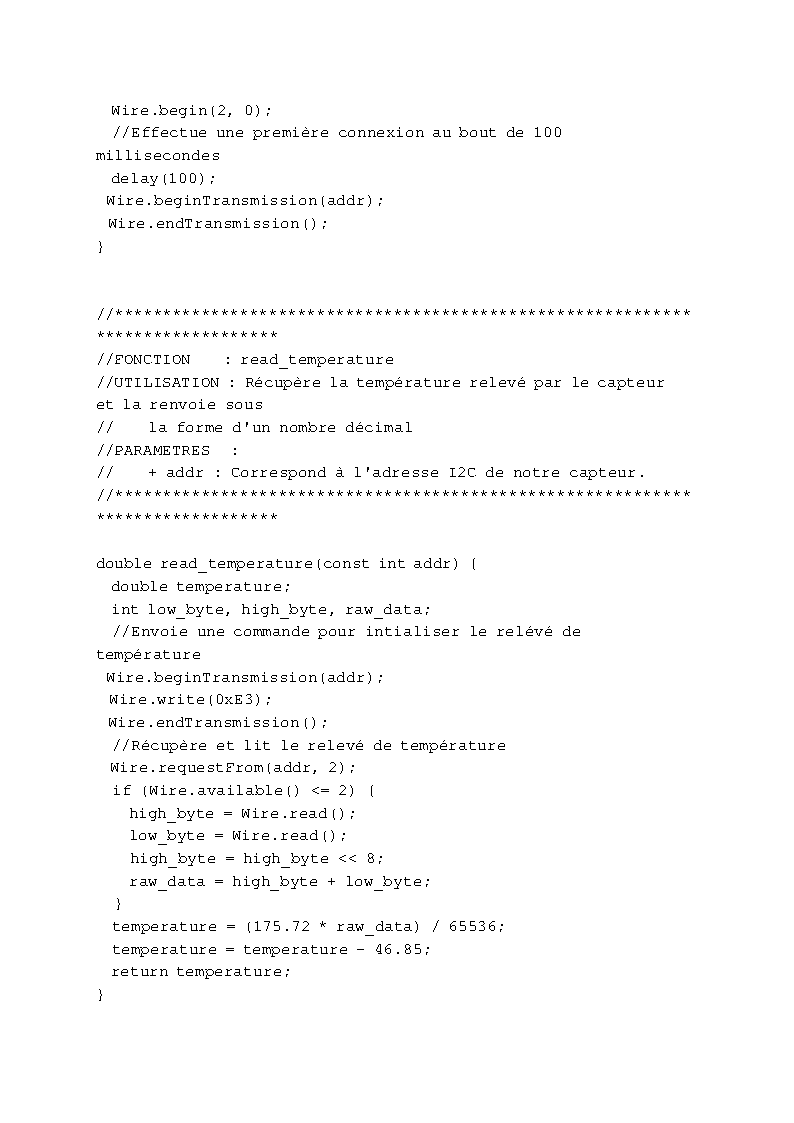 Wire.begin(2, 0);
//Effectue une première connexion au bout de 100
millisecondes
delay(100);
Wire.beginTransmission(addr);
Wire.endTransmission();
}
//************************************************************
*******************
//FONCTION : read_temperature
//UTILISATION : Récupère la température relevé par le capteur
et la renvoie sous
// la forme d'un nombre décimal
//PARAMETRES :
// + addr : Correspond à l'adresse I2C de notre capteur.
//************************************************************
*******************
double read_temperature(const int addr) {
double temperature;
int low_byte, high_byte, raw_data;
//Envoie une commande pour intialiser le relévé de
température
Wire.beginTransmission(addr);
Wire.write(0xE3);
Wire.endTransmission();
//Récupère et lit le relevé de température
Wire.requestFrom(addr, 2);
if (Wire.available() <= 2) {
high_byte = Wire.read();
low_byte = Wire.read();
high_byte = high_byte << 8;
raw_data = high_byte + low_byte;
}
temperature = (175.72 * raw_data) / 65536;
temperature = temperature - 46.85;
return temperature;
}